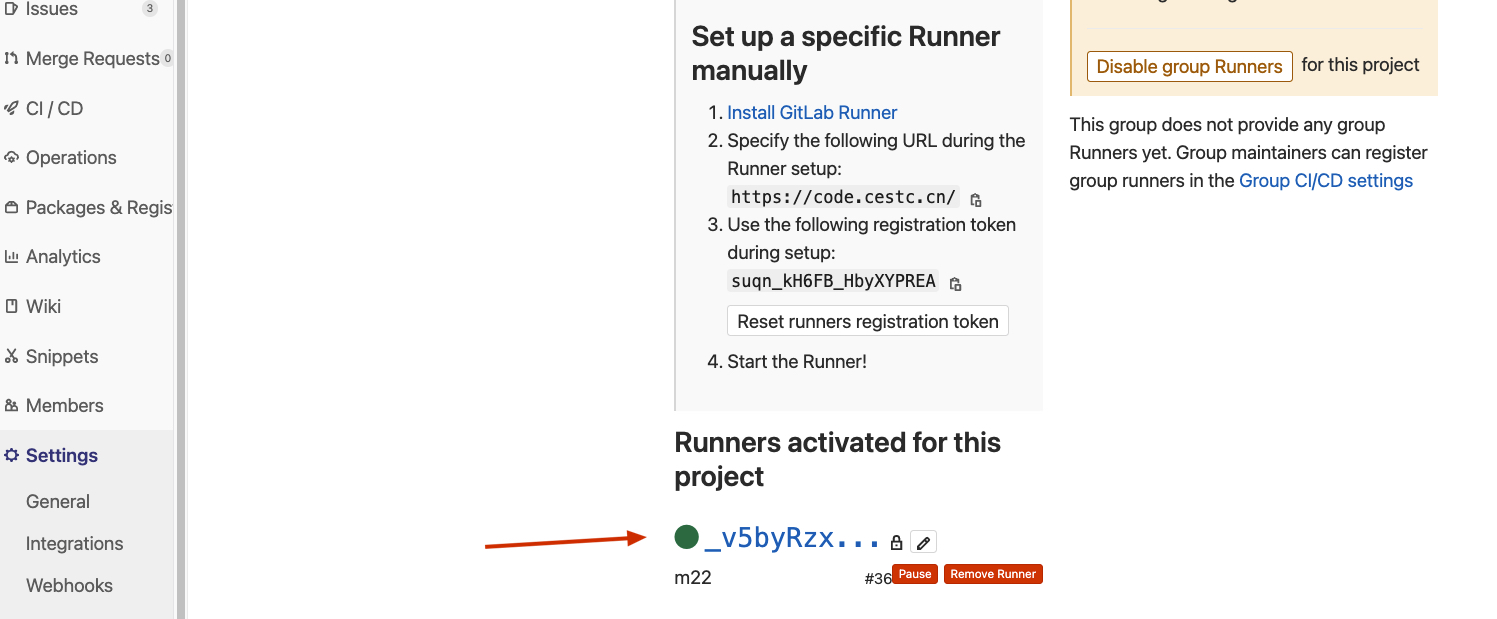 Issues
3
Merge Requests
0
CI / CD
Operations
Packages & Regis
Analytics
Wiki
Snippets
Members
Settings
General
Integrations
Webhooks
Set up a specific Runner
manually
1. Install GitLab Runner
2. Specify the following URL during the
Runner setup:
https://code.cestc.cn/
3. Use the following registration token
during setup:
suqn_kH6FB_HbyXYPREA
Reset runners registration token
4. Start the Runner!
Runners activated for this
project
_v5byRzx...
m22
#36
Pause
Remove Runner
Disable group Runners
for this project
This group does not provide any group
Runners yet. Group maintainers can register
group runners in the Group CI/CD settings